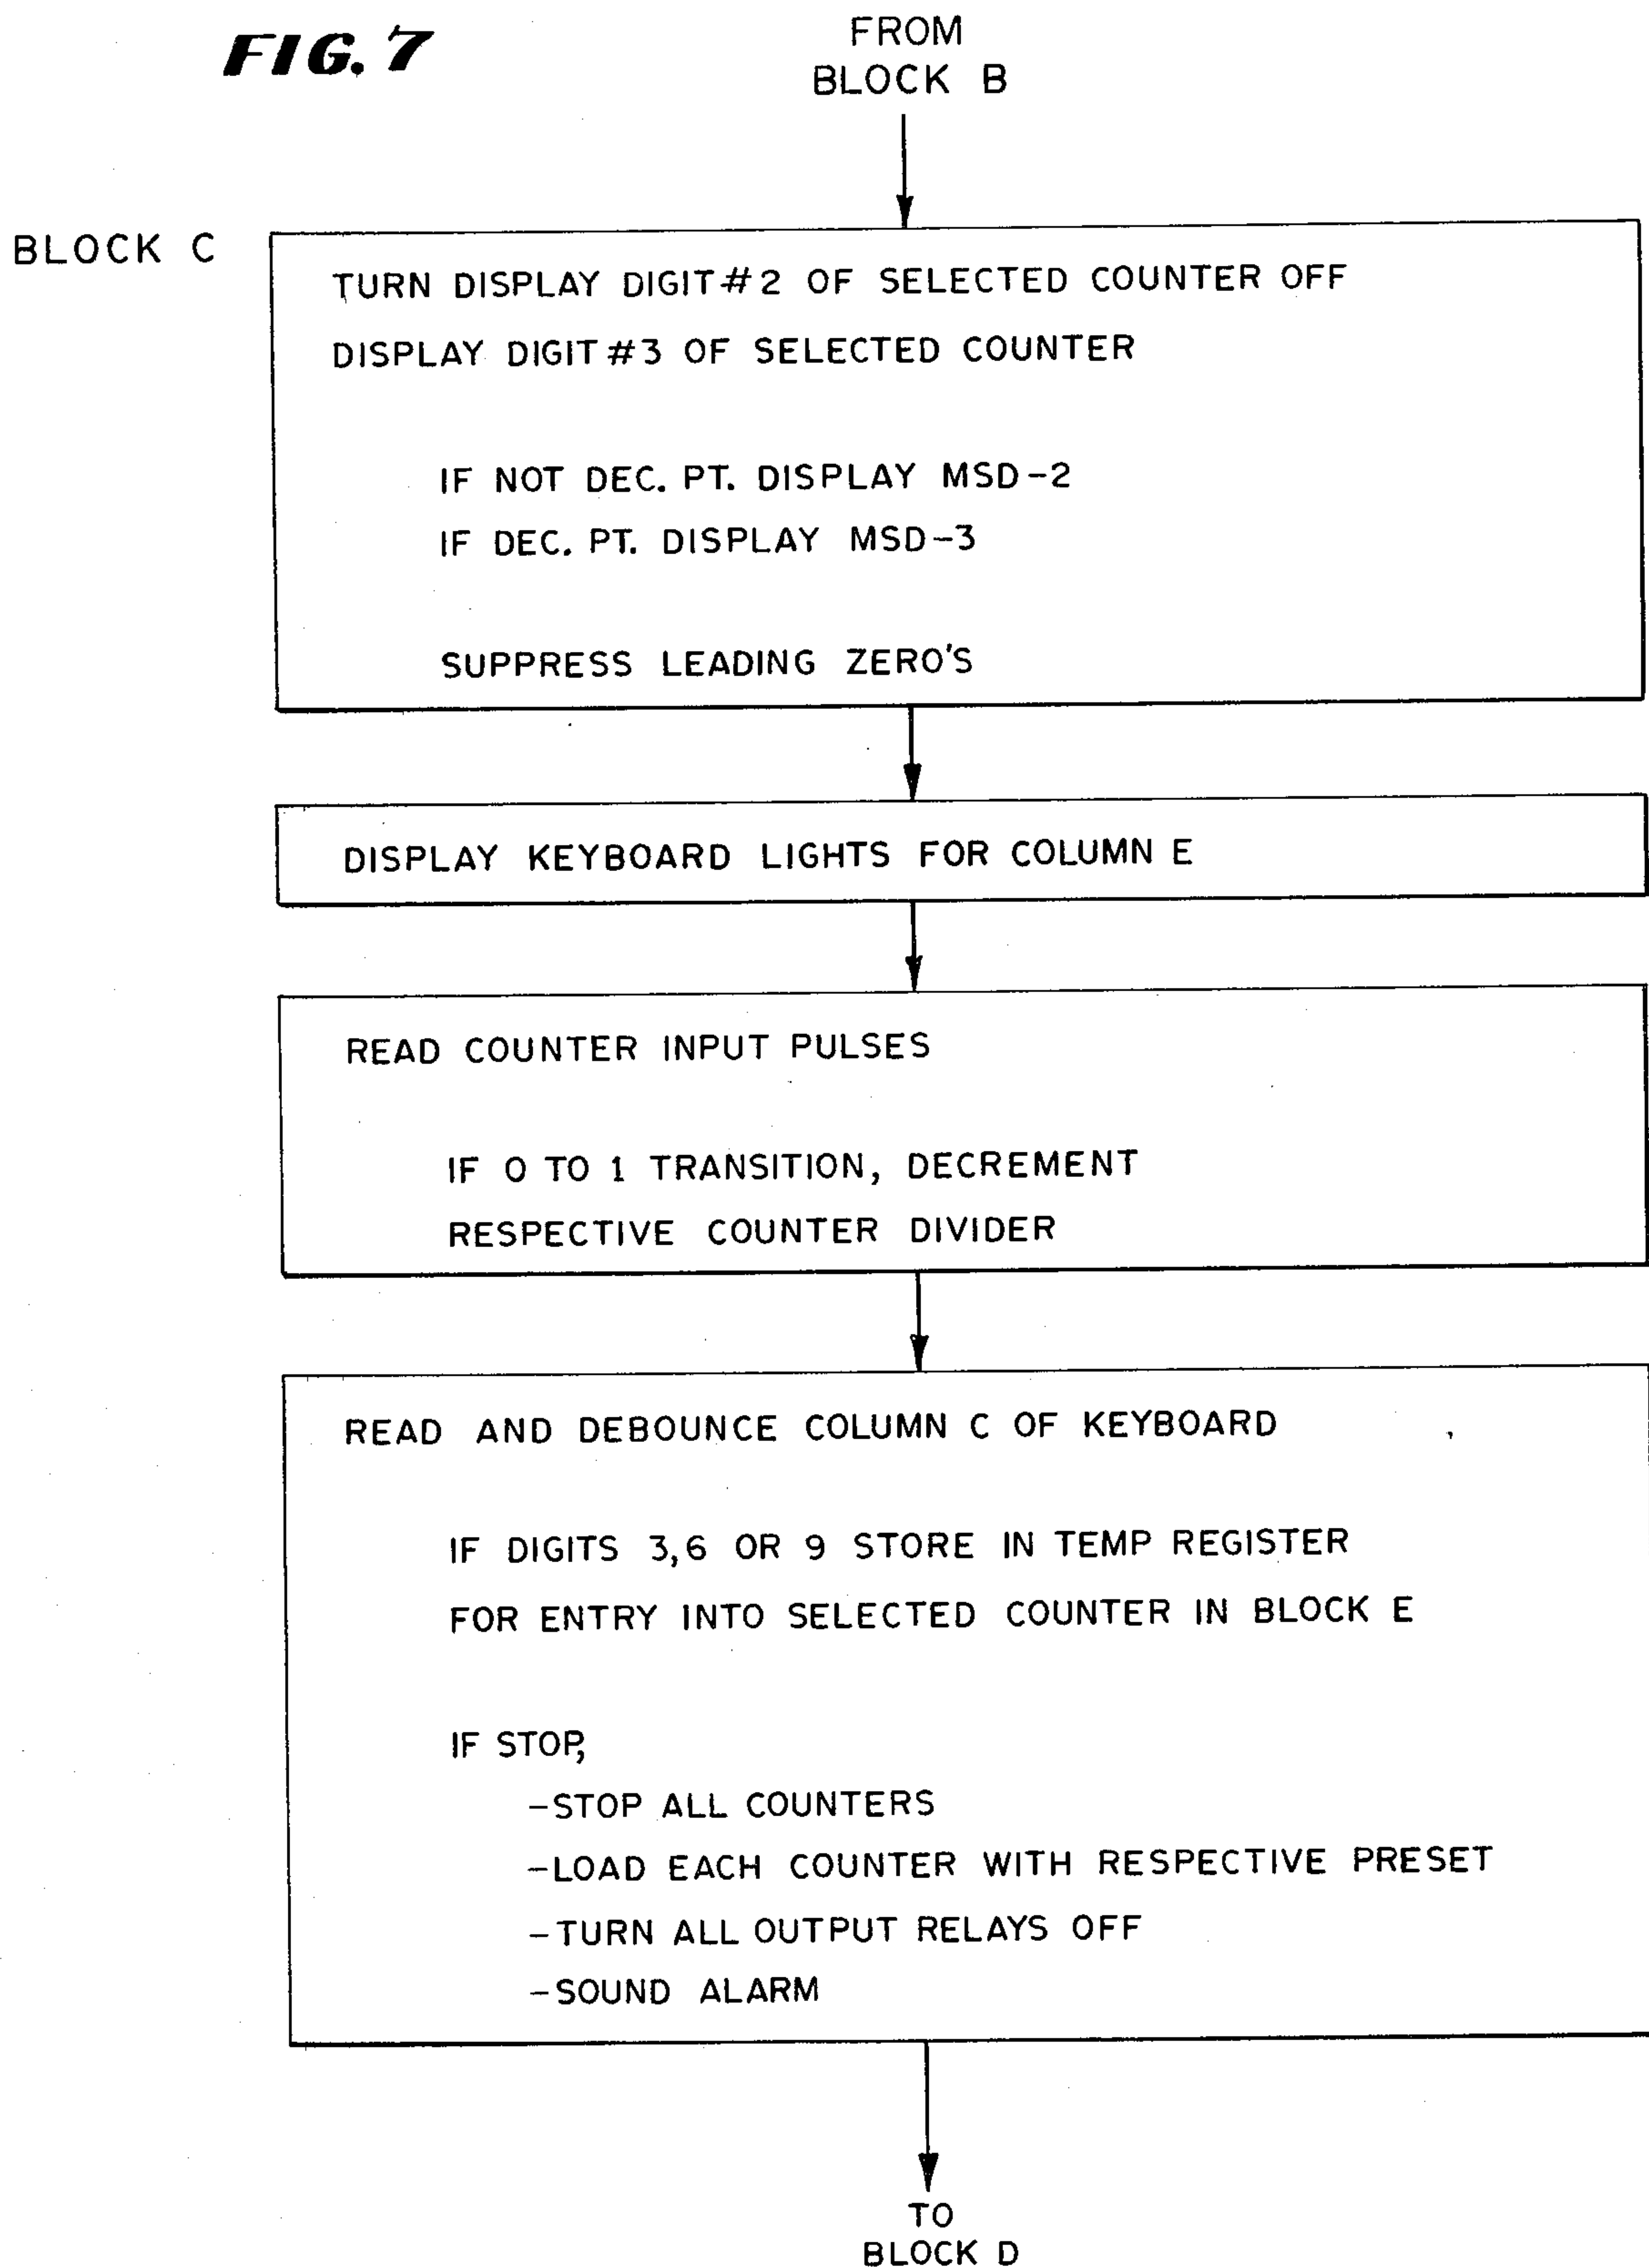 FIG. 7
FROM
BLOCK B
BLOCK C
TURN DISPLAY DIGIT #2 OF SELECTED COUNTER OFF
DISPLAY DIGIT #3 OF SELECTED COUNTER
IF NOT DEC. PT. DISPLAY MSD-2
IF DEC. PT. DISPLAY MSD-3
SUPPRESS LEADING ZERO'S
DISPLAY KEYBOARD LIGHTS FOR COLUMN E
READ COUNTER INPUT PULSES
IF 0 TO 1 TRANSITION, DECREMENT
RESPECTIVE COUNTER DIVIDER
READ AND DEBOUNCE COLUMN C OF KEYBOARD
IF DIGITS 3,6 OR 9 STORE IN TEMP REGISTER
FOR ENTRY INTO SELECTED COUNTER IN BLOCK E
IF STOP,
-STOP ALL COUNTERS
-LOAD EACH COUNTER WITH RESPECTIVE PRESET
-TURN ALL OUTPUT RELAYS OFF
-SOUND ALARM
TO
BLOCK D